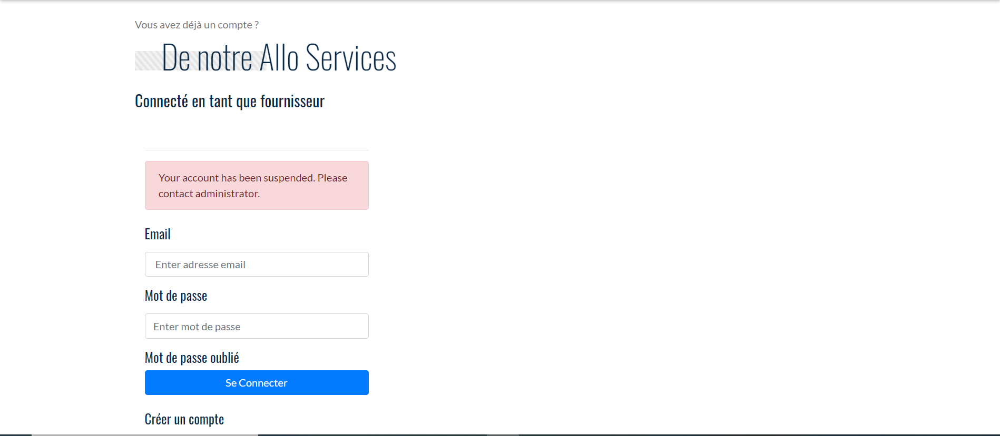 Vous avez déjà un compte ?
De notre Allo Services
Connecté en tant que fournisseur
Your account has been suspended. Please
contact administrator.
Email
Enter adresse email
Mot de passe
Enter mot de passe
Mot de passe oublié
Se Connecter
Créer un compte